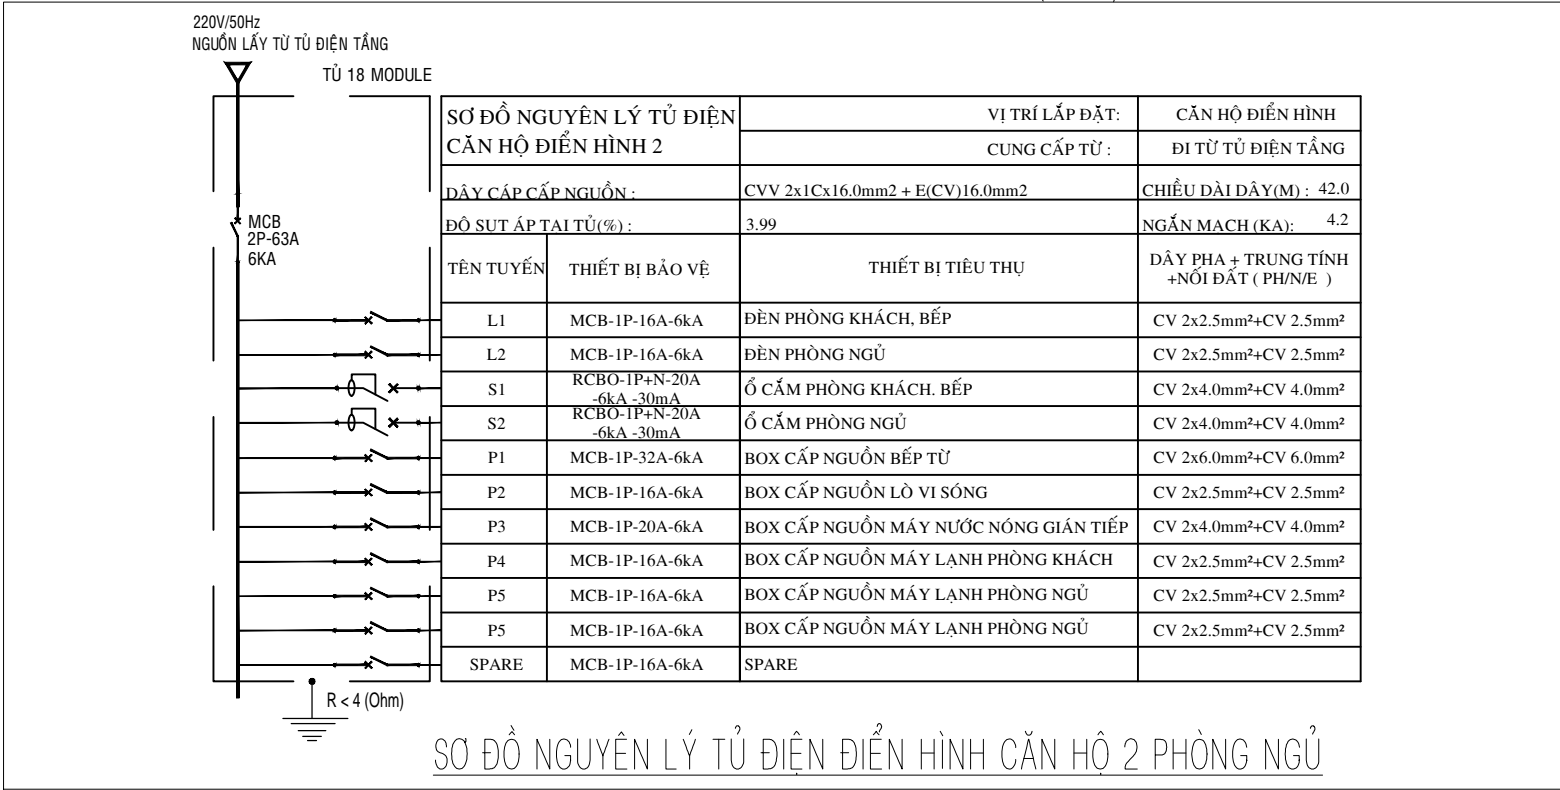 220V/50Hz
NGUỒN LẤY TỪ TỦ ĐIỆN TẦNG
TỦ 18 MODULE
MCB
2P-63A
6KA
SƠ ĐỒ NGUYÊN LÝ TỦ ĐIỆN
CĂN HỘ ĐIỂN HÌNH 2
VỊ TRÍ LẮP ĐẶT: CĂN HỘ ĐIỂN HÌNH
CUNG CẤP TỪ : ĐI TỪ TỦ ĐIỆN TẦNG
DÂY CÁP CẤP NGUỒN : CVV 2x1Cx16.0mm2 + E(CV)16.0mm2 CHIỀU DÀI DÂY(M) : 42.0
ĐỘ SỤT ÁP TẠI TỦ(%) : 3.99 NGẮN MẠCH (KA): 4.2
TÊN TUYẾN THIẾT BỊ BẢO VỆ THIẾT BỊ TIÊU THỤ DÂY PHA + TRUNG TÍNH
+NỐI ĐẤT ( PH/N/E )
L1 MCB-1P-16A-6kA ĐÈN PHÒNG KHÁCH, BẾP CV 2x2.5mm²+CV 2.5mm²
L2 MCB-1P-16A-6kA ĐÈN PHÒNG NGỦ CV 2x2.5mm²+CV 2.5mm²
S1 RCBO-1P+N-20A
-6kA -30mA Ổ CẮM PHÒNG KHÁCH. BẾP CV 2x4.0mm²+CV 4.0mm²
S2 RCBO-1P+N-20A
-6kA -30mA Ổ CẮM PHÒNG NGỦ CV 2x4.0mm²+CV 4.0mm²
P1 MCB-1P-32A-6kA BOX CẤP NGUỒN BẾP TỪ CV 2x6.0mm²+CV 6.0mm²
P2 MCB-1P-16A-6kA BOX CẤP NGUỒN LÒ VI SÓNG CV 2x2.5mm²+CV 2.5mm²
P3 MCB-1P-20A-6kA BOX CẤP NGUỒN MÁY NƯỚC NÓNG GIÁN TIẾP CV 2x4.0mm²+CV 4.0mm²
P4 MCB-1P-16A-6kA BOX CẤP NGUỒN MÁY LẠNH PHÒNG KHÁCH CV 2x2.5mm²+CV 2.5mm²
P5 MCB-1P-16A-6kA BOX CẤP NGUỒN MÁY LẠNH PHÒNG NGỦ CV 2x2.5mm²+CV 2.5mm²
P5 MCB-1P-16A-6kA BOX CẤP NGUỒN MÁY LẠNH PHÒNG NGỦ CV 2x2.5mm²+CV 2.5mm²
SPARE MCB-1P-16A-6kA SPARE
R < 4 (Ohm)
SƠ ĐỒ NGUYÊN LÝ TỦ ĐIỆN ĐIỂN HÌNH CĂN HỘ 2 PHÒNG NGỦ